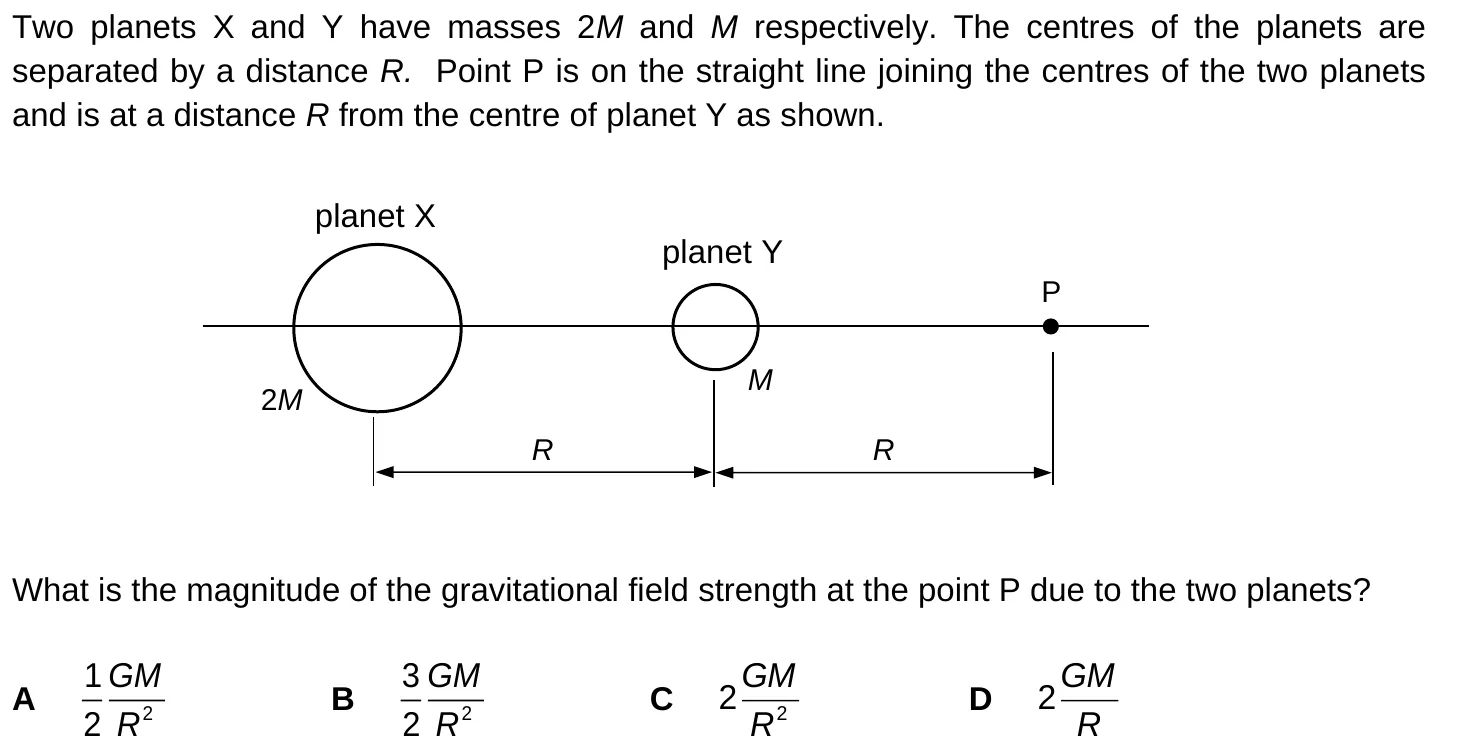 Two planets X and Y have masses 2M and M respectively. The centres of the planets are
separated by a distance R. Point P is on the straight line joining the centres of the two planets
and is at a distance R from the centre of planet Y as shown.
planet X
planet Y
P
2M
M
R
R
What is the magnitude of the gravitational field strength at the point P due to the two planets?
A 1/2 GM/R² B 3/2 GM/R² C 2 GM/R² D 2 GM/R